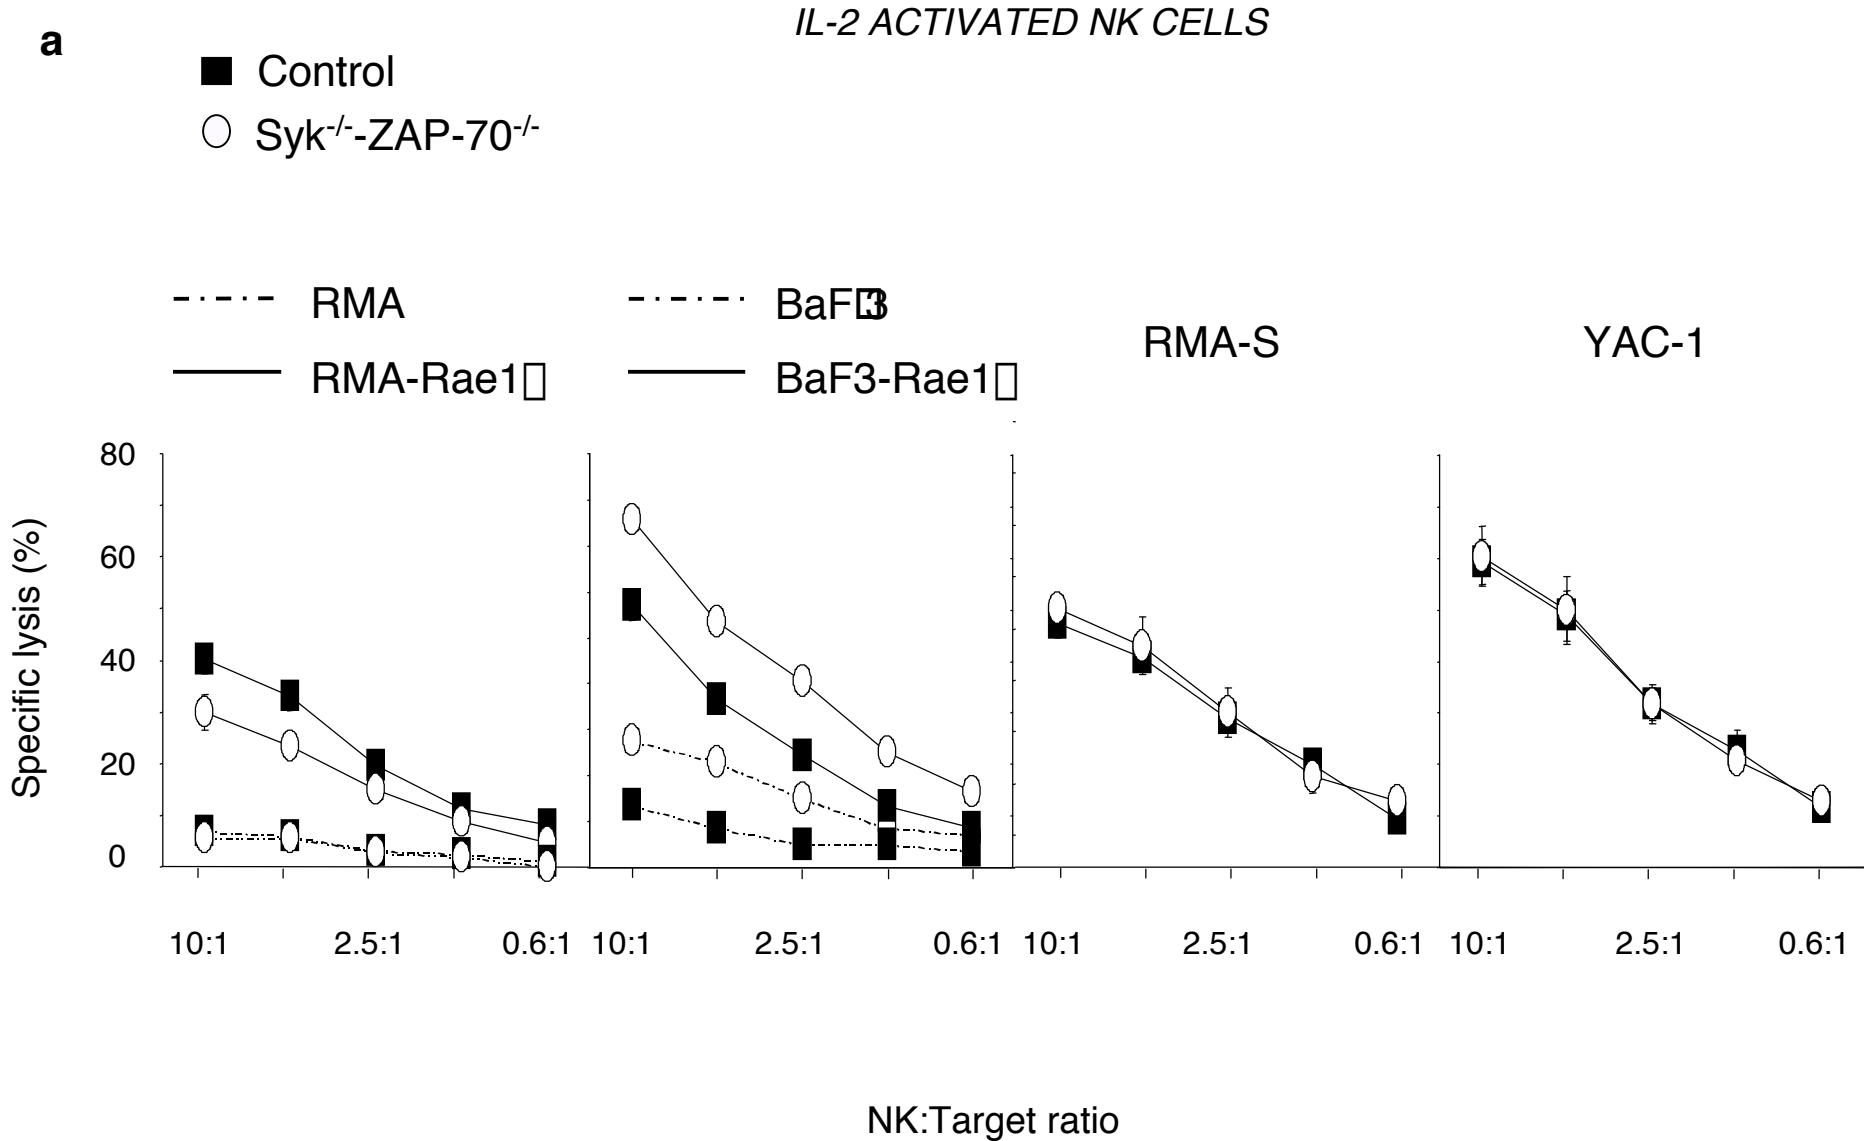 IL-2 ACTIVATED NK CELLS
a
Control
Syk-/--ZAP-70-/-
RMA
RMA-Rae1
BaF3
BaF3-Rae1
RMA-S
YAC-1
Specific lysis (%)
80
60
40
20
0
10:1 2.5:1 0.6:1 10:1 2.5:1 0.6:1 10:1 2.5:1 0.6:1 10:1 2.5:1 0.6:1
NK:Target ratio